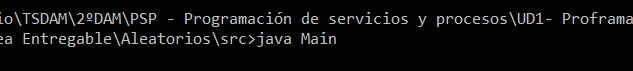 io\TSDAM\2ºDAM\PSP - Programación de servicios y procesos\UD1- Proframa
ea Entregable\Aleatorios\src>java Main